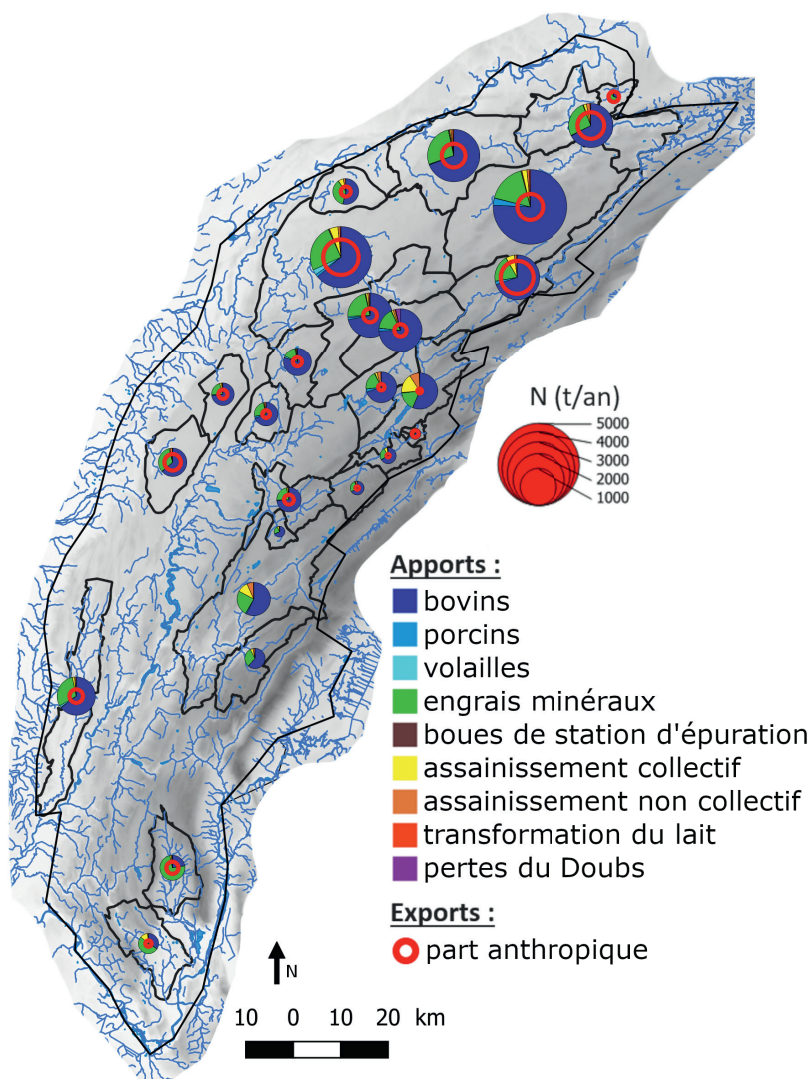 N (t/an)
5000
4000
3000
2000
1000
Apports :
bovins
porcins
volailles
engrais minéraux
boues de station d'épuration
assainissement collectif
assainissement non collectif
transformation du lait
pertes du Doubs
Exports :
part anthropique
N
10 0 10 20 km